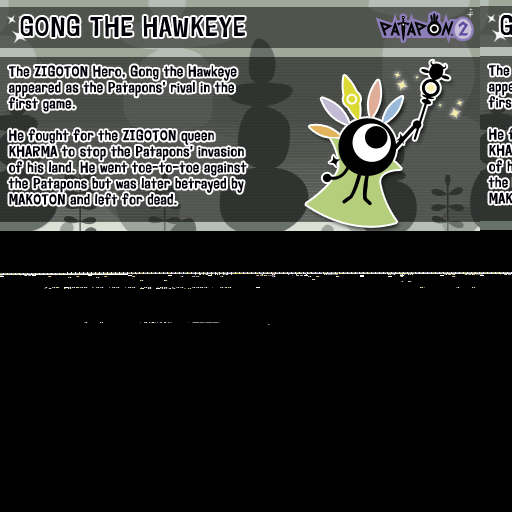 GONG THE HAWKEYE
PATAPON 2
The ZIGOTON Hero, Gong the Hawkeye
appeared as the Patapons' rival in the
first game.
He fought for the ZIGOTON queen
KHARMA to stop the Patapons' invasion
of his land. He went toe-to-toe against
the Patapons but was later betrayed by
MAKOTON and left for dead.